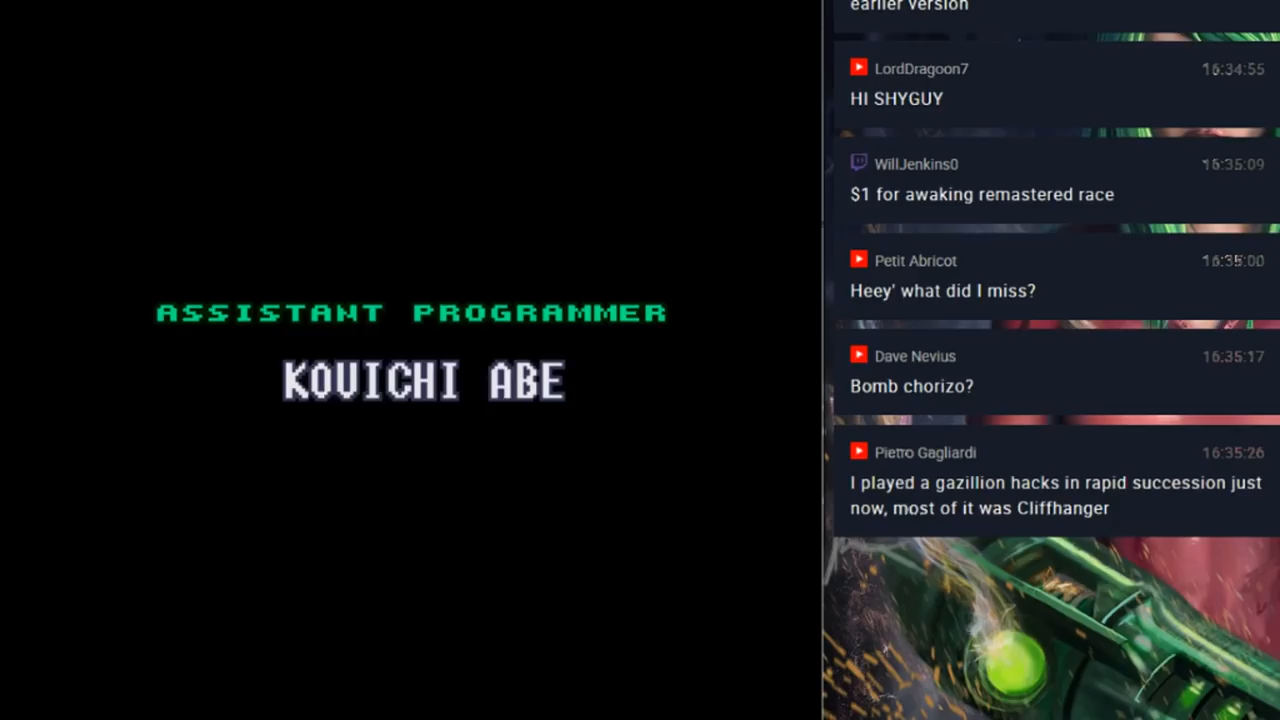 ASSISTANT PROGRAMMER
KOUICHI ABE
earlier version
LordDragoon7 16:34:55
HI SHYGUY
WillJenkins0 16:35:09
$1 for awaking remastered race
Petit Abricot 16:35:00
Heey' what did I miss?
Dave Nevius 16:35:17
Bomb chorizo?
Pietro Gagliardi 16:35:26
I played a gazillion hacks in rapid succession just
now, most of it was Cliffhanger